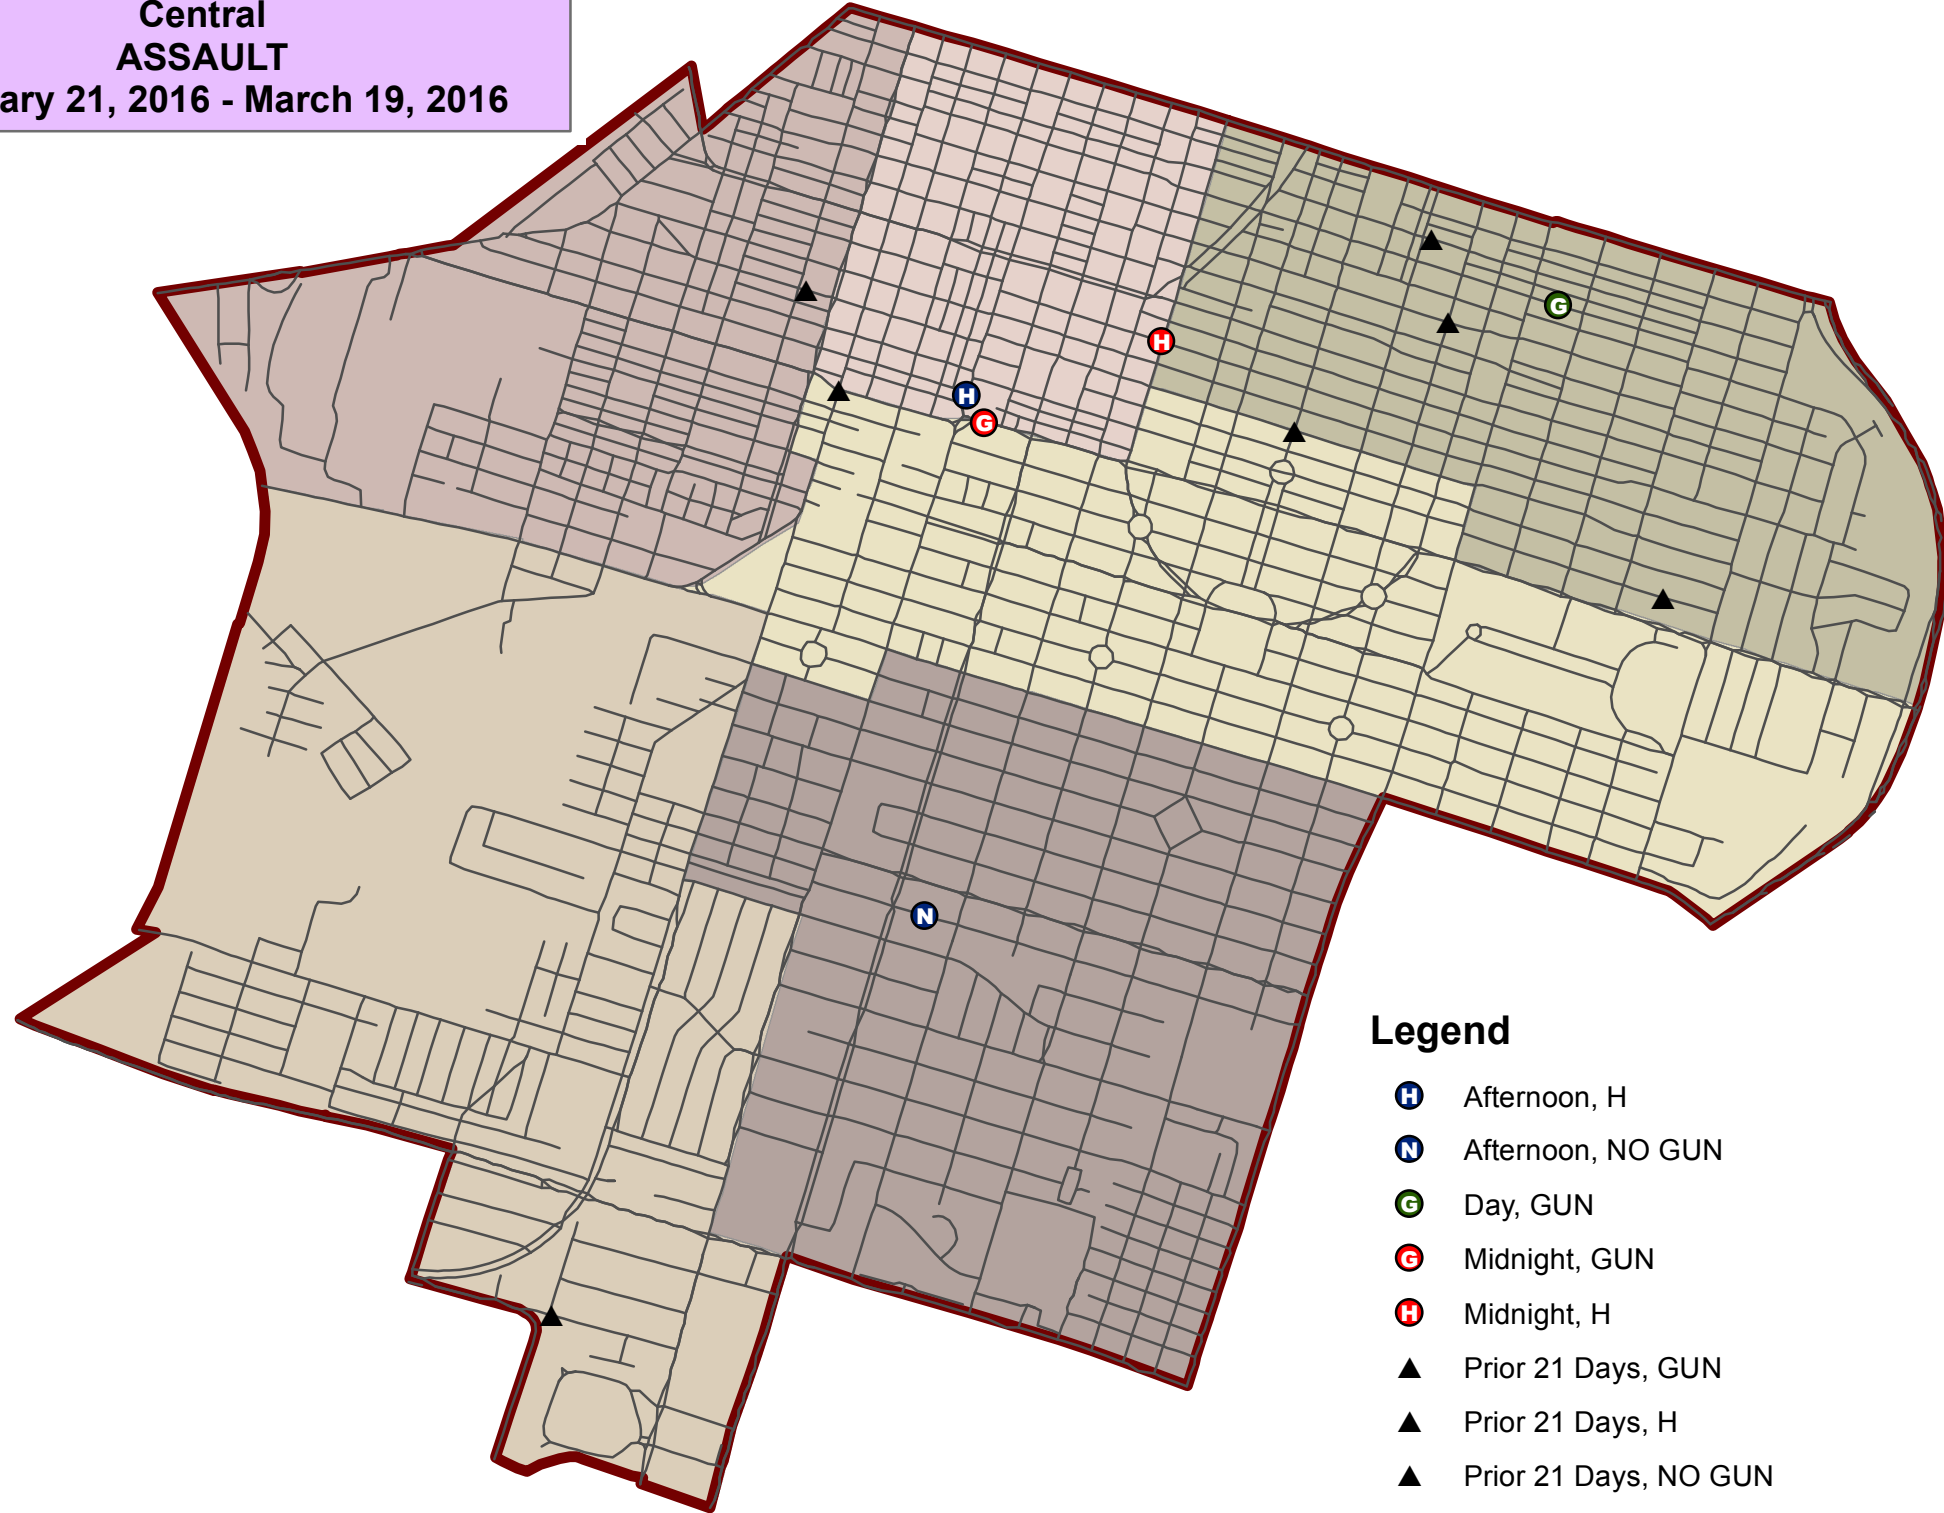 Central
ASSAULT
ary 21, 2016 - March 19, 2016
G
H
H
G
N
Legend
H Afternoon, H
N Afternoon, NO GUN
G Day, GUN
G Midnight, GUN
H Midnight, H
Prior 21 Days, GUN
Prior 21 Days, H
Prior 21 Days, NO GUN